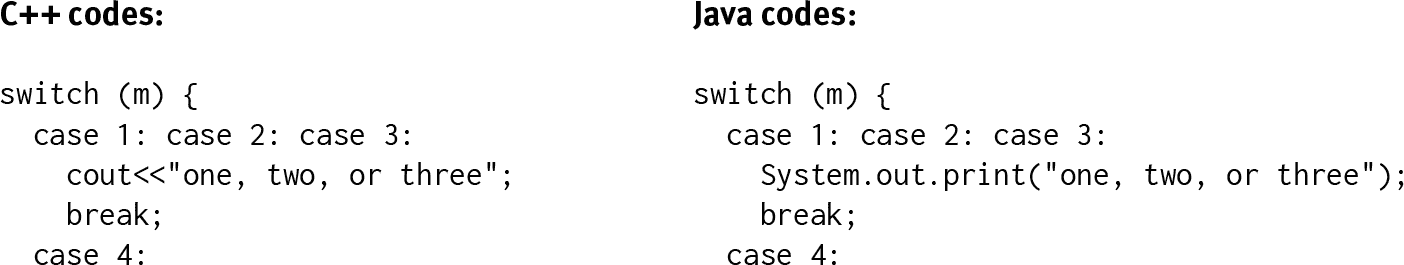 C++ codes:
switch (m) {
  case 1: case 2: case 3:
    cout<<"one, two, or three";
    break;
  case 4:
Java codes:
switch (m) {
  case 1: case 2: case 3:
    System.out.print("one, two, or three");
    break;
  case 4: